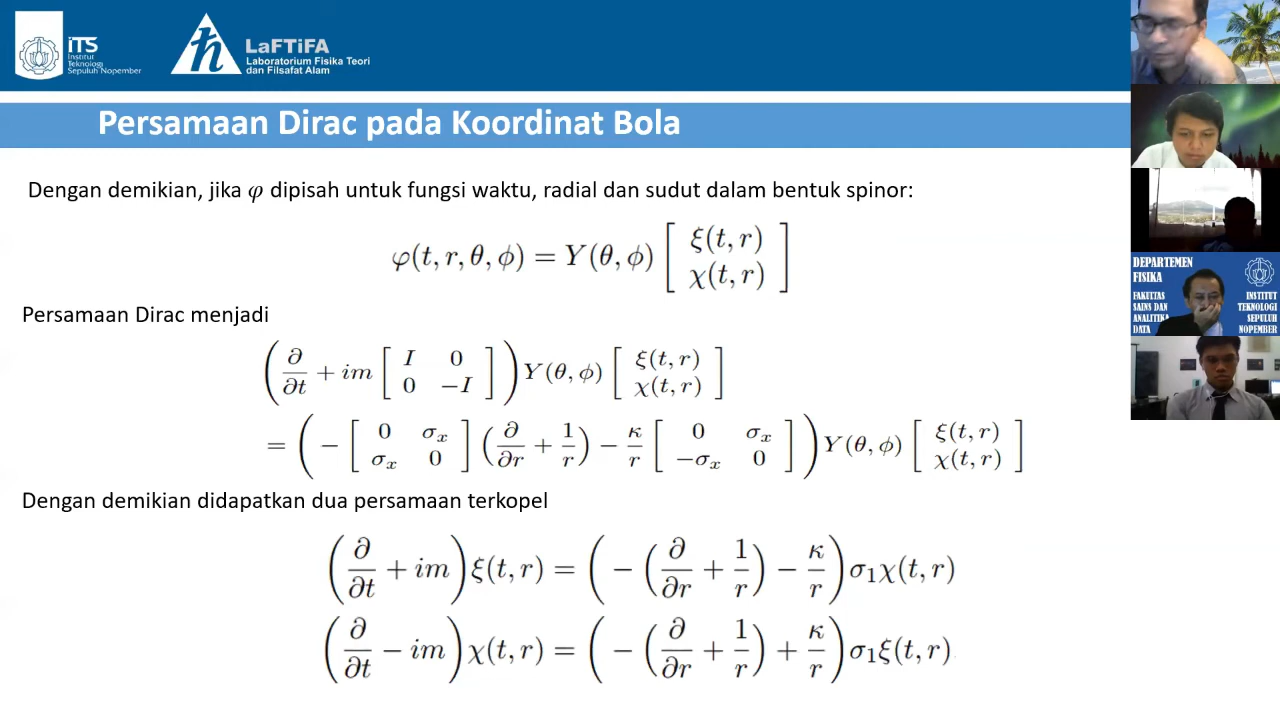 iTS
Institut
Teknologi
Sepuluh Nopember
ℏ
LaFTiFA
Laboratorium Fisika Teori
dan Filsafat Alam
Persamaan Dirac pada Koordinat Bola
Dengan demikian, jika φ dipisah untuk fungsi waktu, radial dan sudut dalam bentuk spinor:
φ(t, r, θ, ϕ) = Y(θ, ϕ) [ ξ(t, r) ; χ(t, r) ]
Persamaan Dirac menjadi
( ∂/∂t + im [ I 0 ; 0 −I ] ) Y(θ, ϕ) [ ξ(t, r) ; χ(t, r) ]
= ( − [ 0 σₓ ; σₓ 0 ] ( ∂/∂r + 1/r ) − κ/r [ 0 σₓ ; −σₓ 0 ] ) Y(θ, ϕ) [ ξ(t, r) ; χ(t, r) ]
Dengan demikian didapatkan dua persamaan terkopel
( ∂/∂t + im ) ξ(t, r) = ( − ( ∂/∂r + 1/r ) − κ/r ) σ₁χ(t, r)
( ∂/∂t − im ) χ(t, r) = ( − ( ∂/∂r + 1/r ) + κ/r ) σ₁ξ(t, r)
DEPARTEMEN
FISIKA
FAKULTAS
SAINS DAN
ANALITIKA
DATA
INSTITUT
TEKNOLOGI
SEPULUH
NOPEMBER